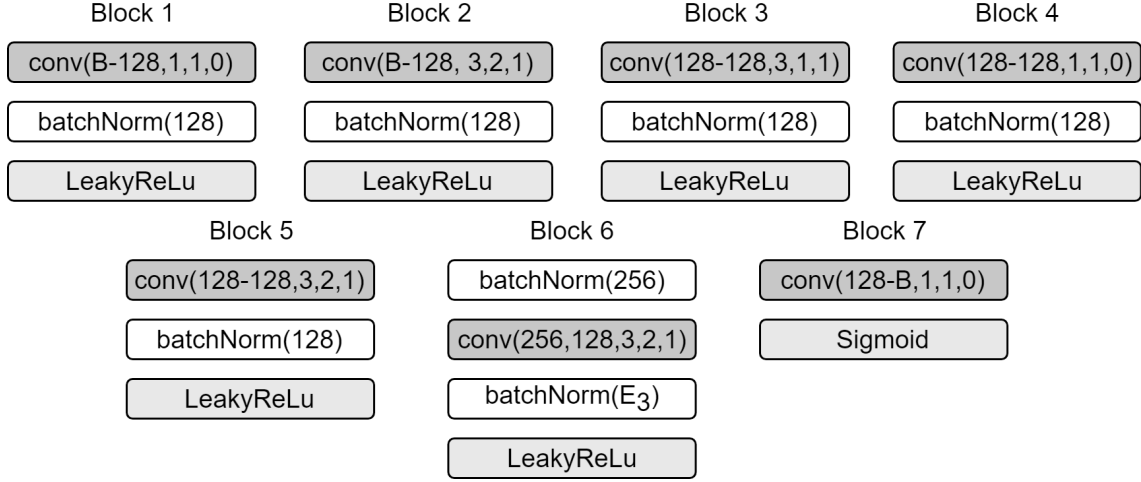 Block 1
Block 2
Block 3
Block 4
conv(B-128,1,1,0)
conv(B-128, 3,2,1)
conv(128-128,3,1,1)
conv(128-128,1,1,0)
batchNorm(128)
batchNorm(128)
batchNorm(128)
batchNorm(128)
LeakyReLu
LeakyReLu
LeakyReLu
LeakyReLu
Block 5
Block 6
Block 7
conv(128-128,3,2,1)
batchNorm(256)
conv(128-B,1,1,0)
batchNorm(128)
conv(256,128,3,2,1)
Sigmoid
LeakyReLu
batchNorm(E₃)
LeakyReLu